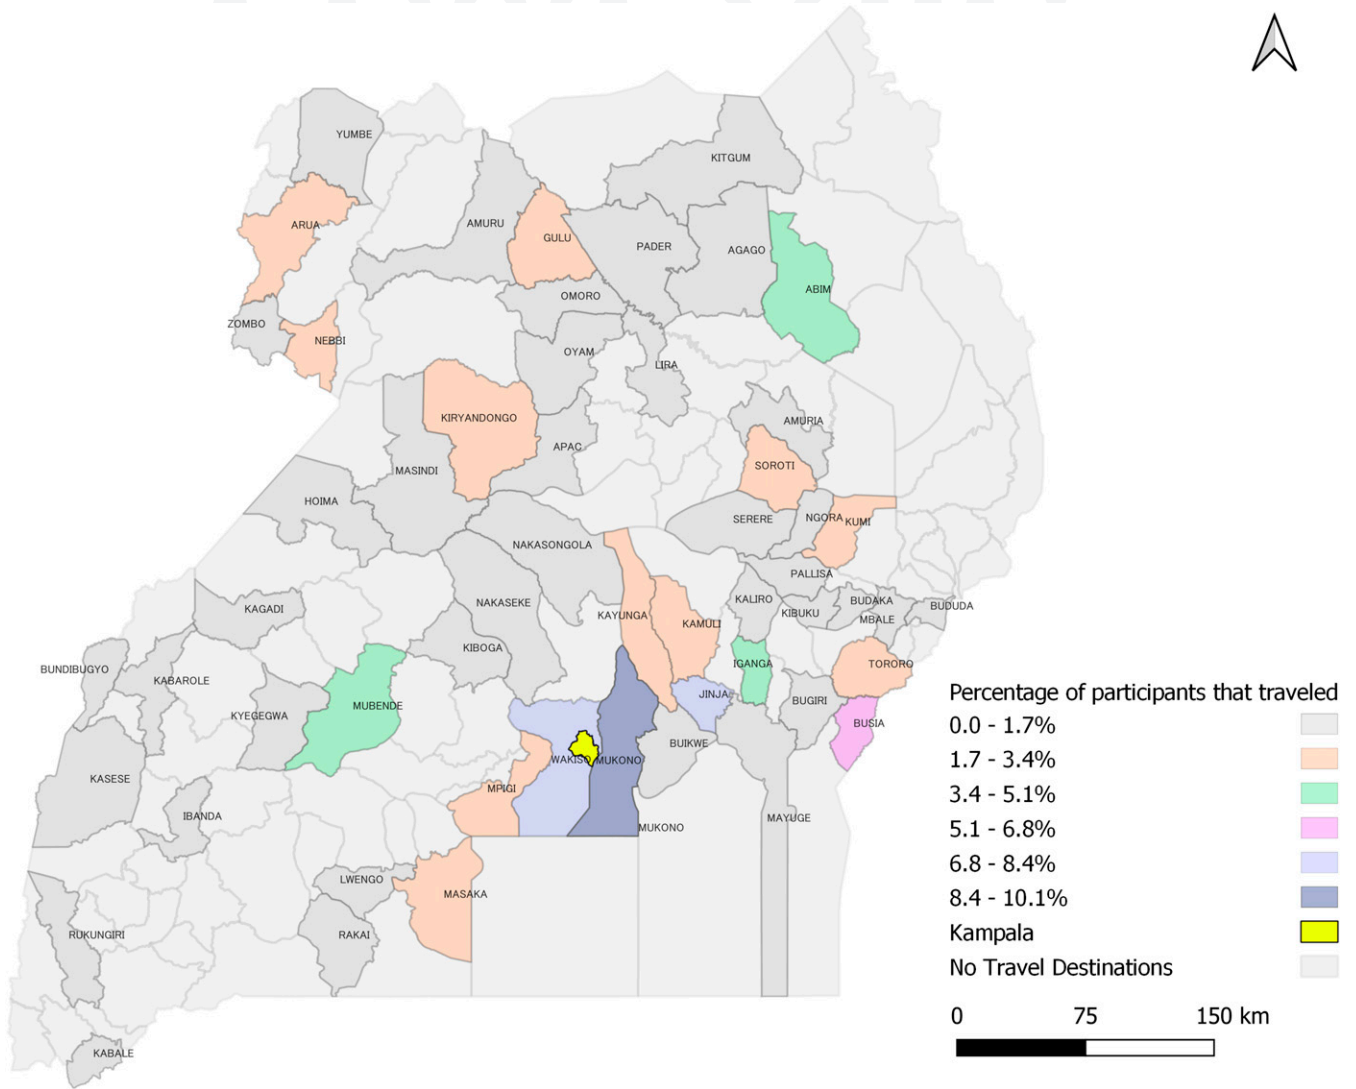 YUMBE
KITGUM
ARUA
AMURU
GULU
PADER
AGAGO
ABIM
OMORO
ZOMBO
NEBBI
OYAM
LIRA
KIRYANDONGO
AMURIA
APAC
SOROTI
MASINDI
HOIMA
SERERE
NGORA
KUMI
NAKASONGOLA
PALLISA
KAGADI
NAKASEKE
KALIRO
BUDAKA
BUDUDA
KIBUKU
KAYUNGA
KAMULI
MBALE
KIBOGA
IGANGA
TORORO
BUNDIBUGYO
KABAROLE
JINJA
BUGIRI
KYEGEGWA
MUBENDE
BUSIA
BUIKWE
WAKISO
MUKONO
KASESE
MPIGI
IBANDA
MAYUGE
MUKONO
LWENGO
MASAKA
RUKUNGIRI
RAKAI
KABALE
Percentage of participants that traveled
0.0 - 1.7%
1.7 - 3.4%
3.4 - 5.1%
5.1 - 6.8%
6.8 - 8.4%
8.4 - 10.1%
Kampala
No Travel Destinations
0 75 150 km